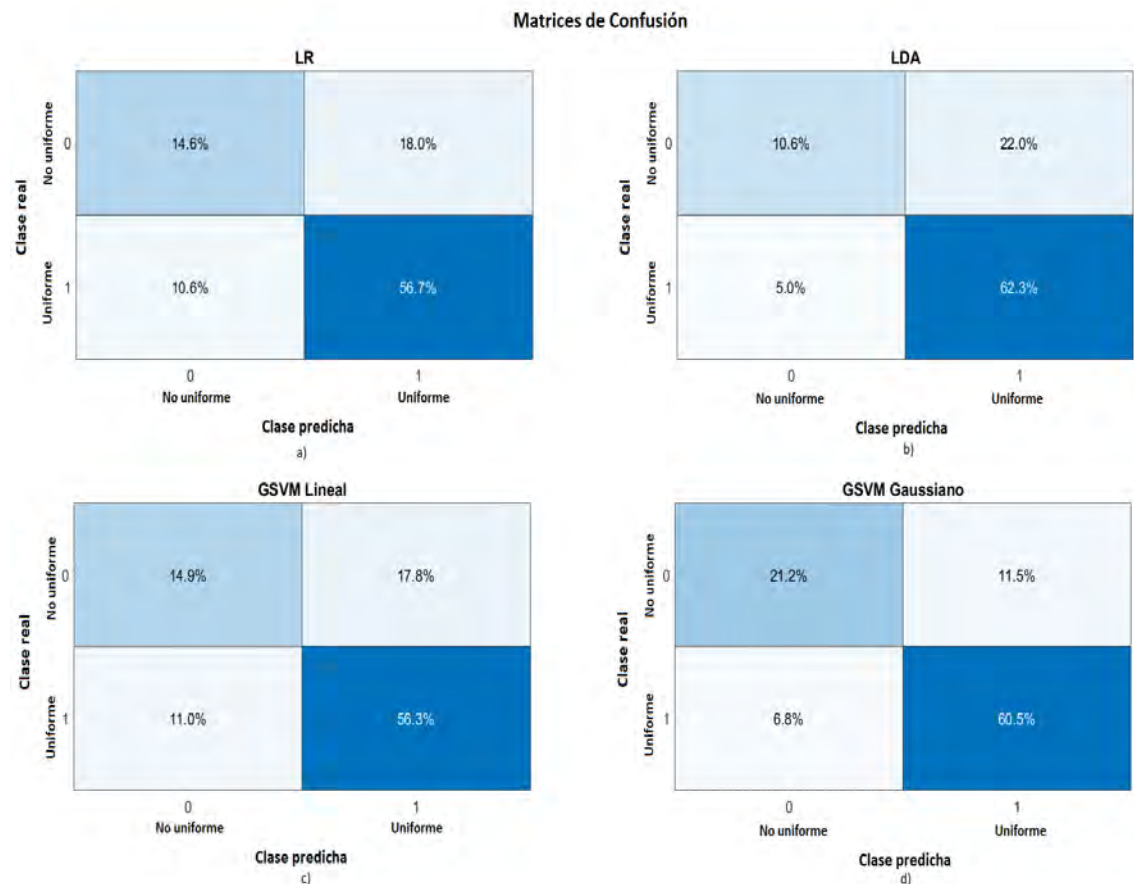 Matrices de Confusión
LR
Clase real
No uniforme
0
14.6%
18.0%
Uniforme
1
10.6%
56.7%
0
1
No uniforme
Uniforme
Clase predicha
a)
LDA
Clase real
No uniforme
0
10.6%
22.0%
Uniforme
1
5.0%
62.3%
0
1
No uniforme
Uniforme
Clase predicha
b)
GSVM Lineal
Clase real
No uniforme
0
14.9%
17.8%
Uniforme
1
11.0%
56.3%
0
1
No uniforme
Uniforme
Clase predicha
c)
GSVM Gaussiano
Clase real
No uniforme
0
21.2%
11.5%
Uniforme
1
6.8%
60.5%
0
1
No uniforme
Uniforme
Clase predicha
d)